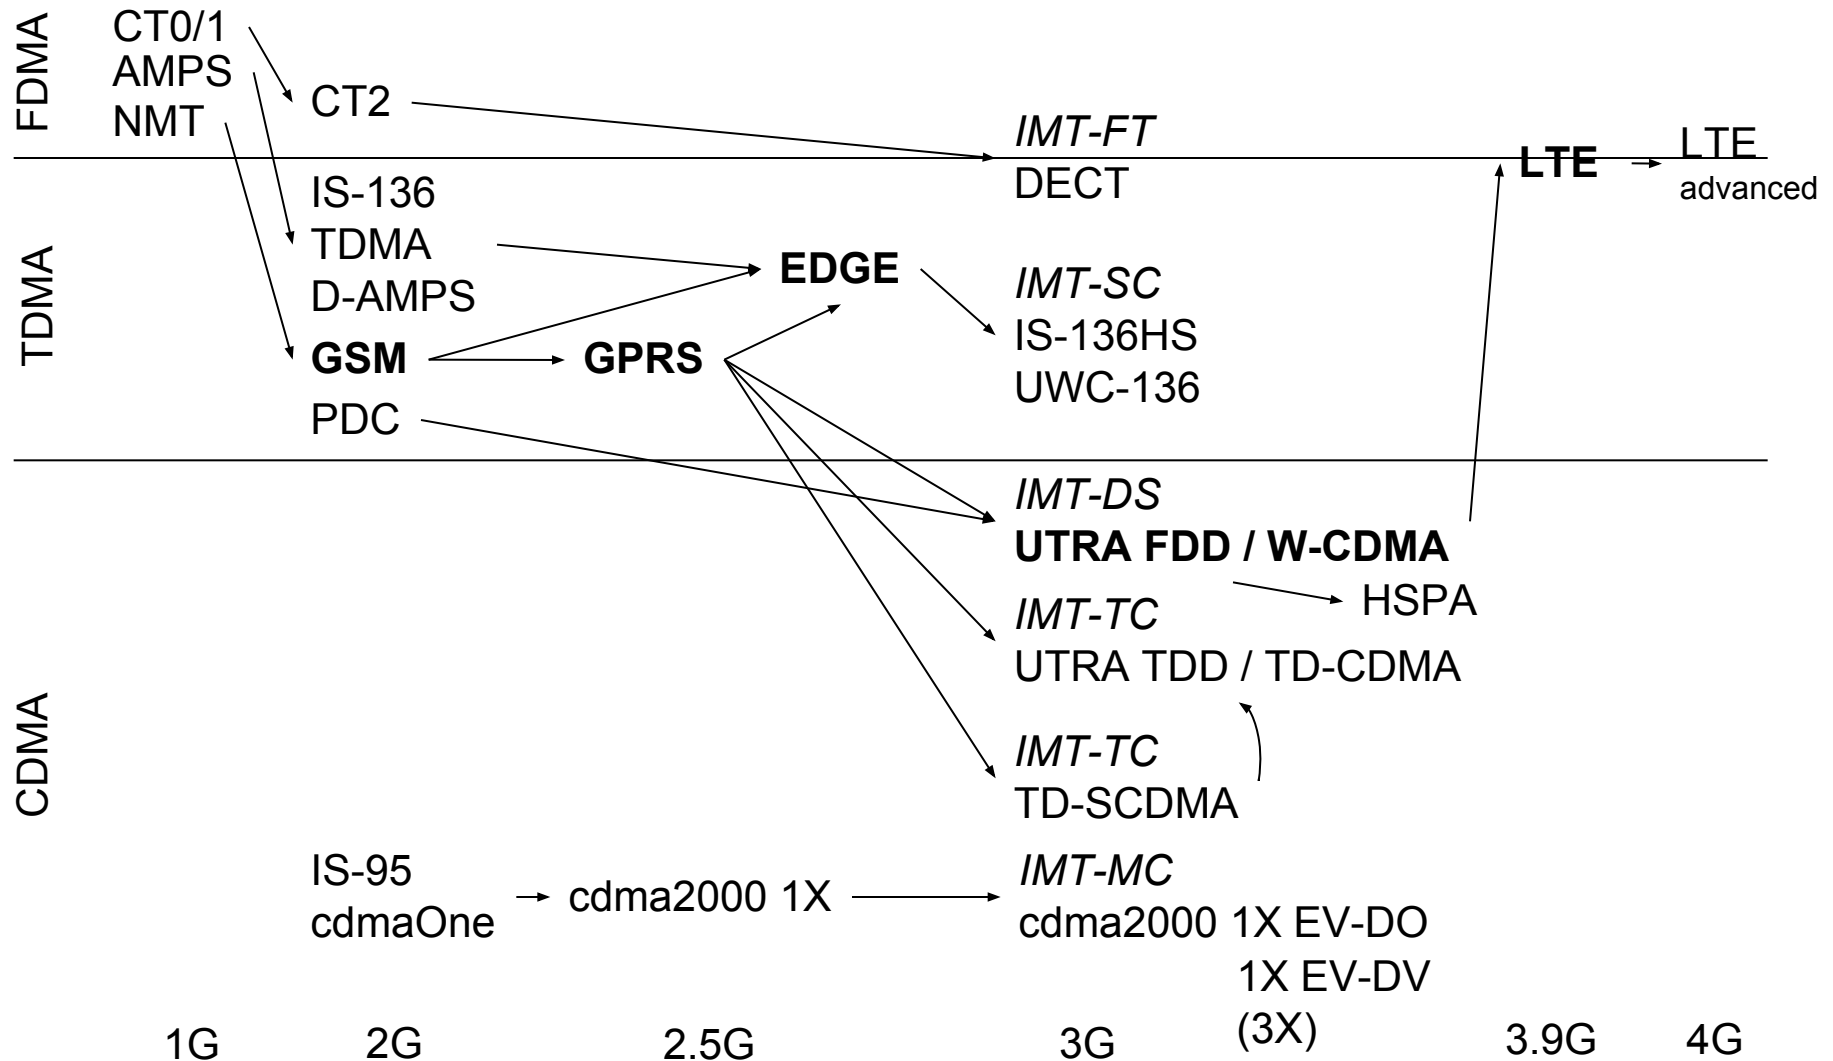 FDMA
CT0/1
AMPS
NMT
CT2
IMT-FT
DECT
LTE
LTE
advanced
TDMA
IS-136
TDMA
D-AMPS
GSM
PDC
GPRS
EDGE
IMT-SC
IS-136HS
UWC-136
CDMA
IMT-DS
UTRA FDD / W-CDMA
HSPA
IMT-TC
UTRA TDD / TD-CDMA
IMT-TC
TD-SCDMA
IS-95
cdmaOne
cdma2000 1X
IMT-MC
cdma2000 1X EV-DO
1X EV-DV
(3X)
1G
2G
2.5G
3G
3.9G
4G